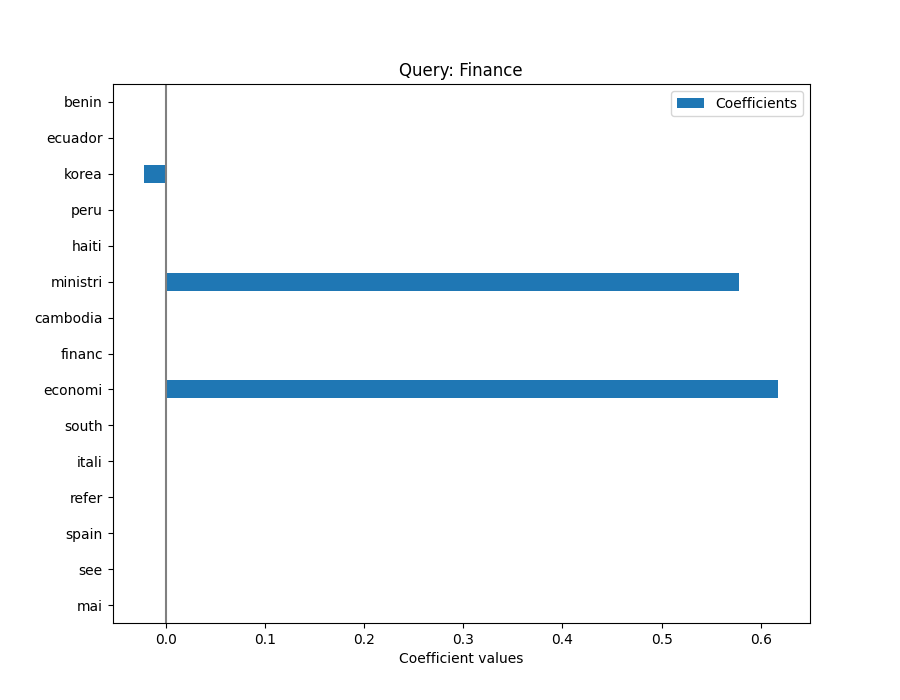 Query: Finance
Coefficients
benin
ecuador
korea
peru
haiti
ministri
cambodia
financ
economi
south
itali
refer
spain
see
mai
0.0 0.1 0.2 0.3 0.4 0.5 0.6
Coefficient values